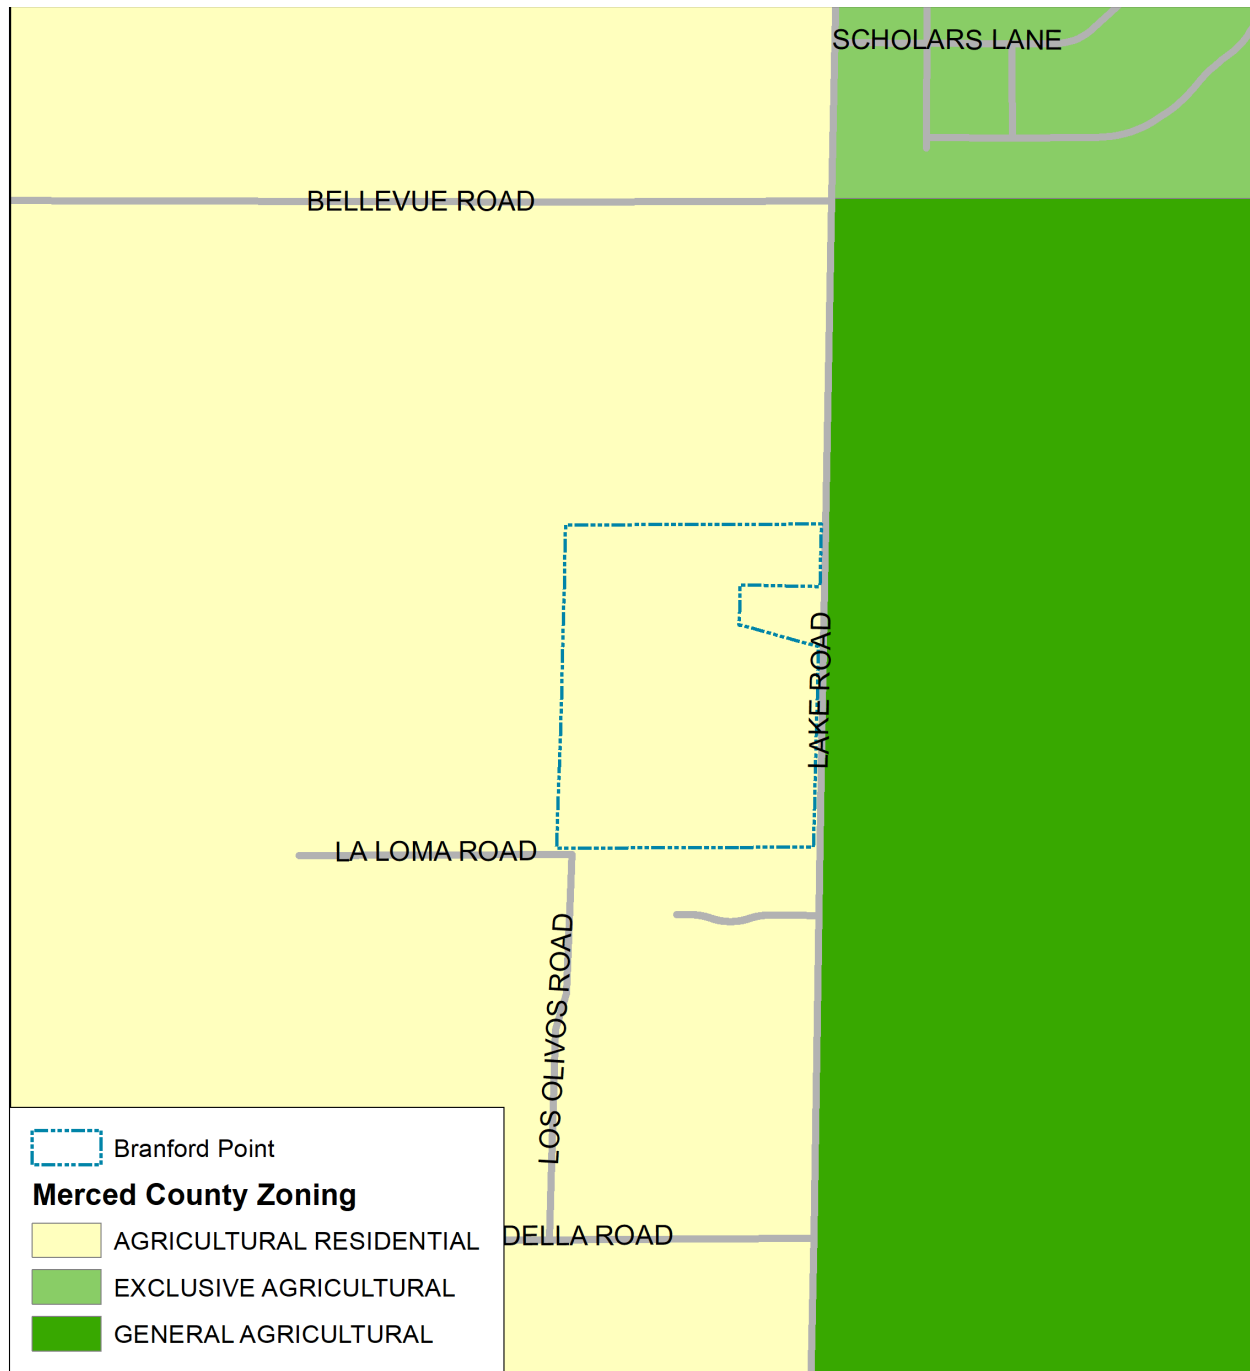 SCHOLARS LANE
BELLEVUE ROAD
LAKE ROAD
LA LOMA ROAD
LOS OLIVOS ROAD
DELLA ROAD
Branford Point
Merced County Zoning
AGRICULTURAL RESIDENTIAL
EXCLUSIVE AGRICULTURAL
GENERAL AGRICULTURAL